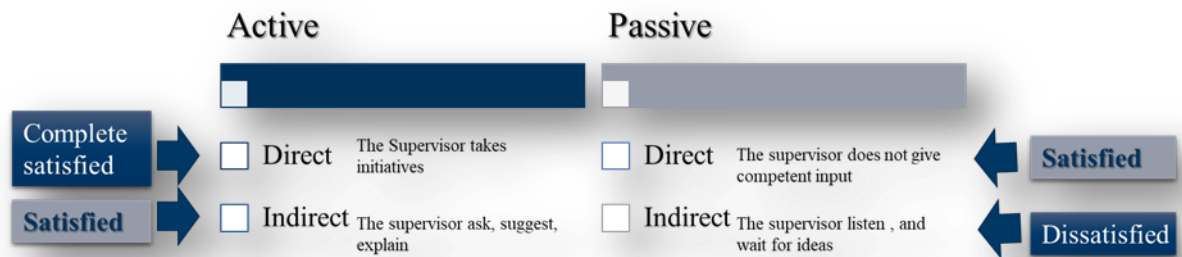 Active
Passive
Complete
satisfied
Direct
The Supervisor takes
initiatives
Direct
The supervisor does not give
competent input
Satisfied
Satisfied
Indirect
The supervisor ask, suggest,
explain
Indirect
The supervisor listen , and
wait for ideas
Dissatisfied